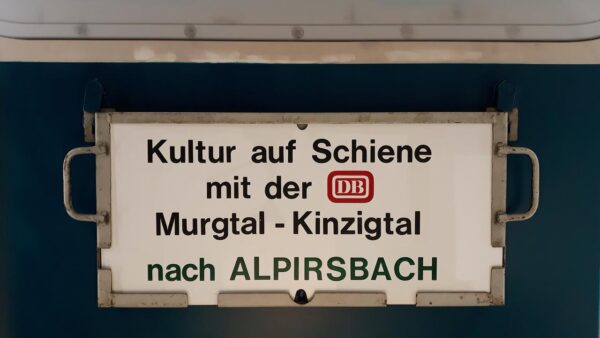 Kultur auf Schiene
mit der DB
Murgtal - Kinzigtal
nach ALPIRSBACH